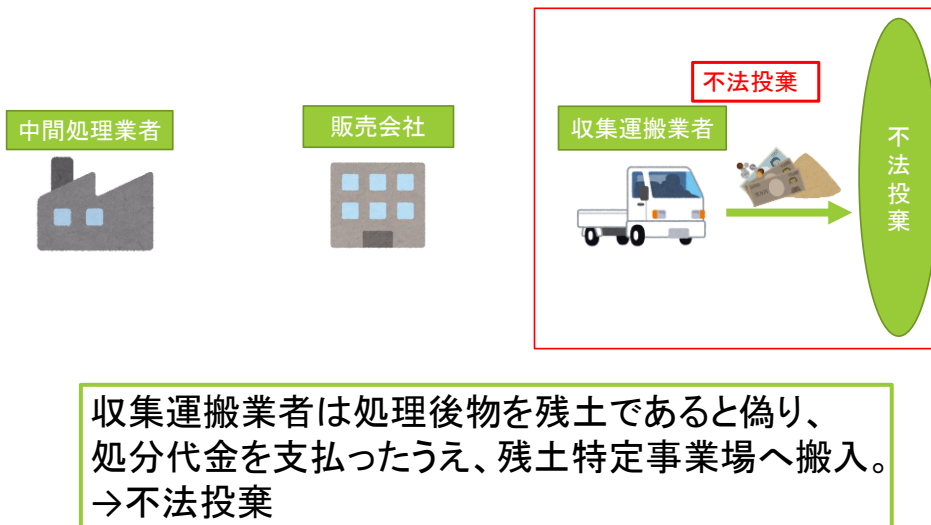 不法投棄
中間処理業者
販売会社
収集運搬業者
不法投棄
収集運搬業者は処理後物を残土であると偽り、
処分代金を支払ったうえ、残土特定事業場へ搬入。
→不法投棄